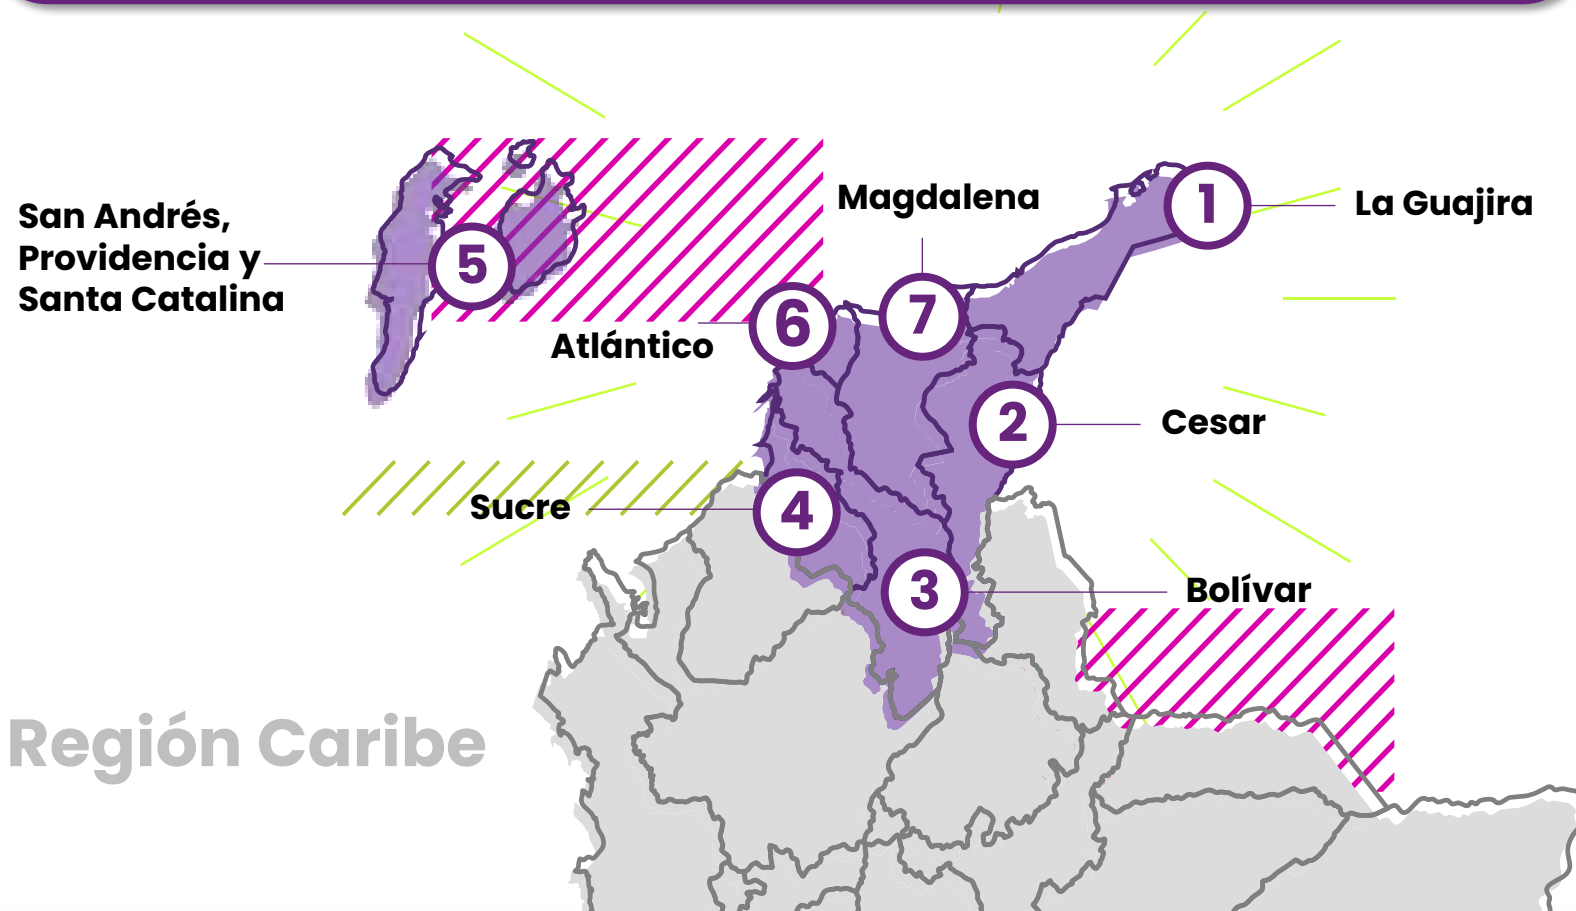 Magdalena
1
La Guajira
San Andrés,
Providencia y
Santa Catalina
5
6
7
Atlántico
2
Cesar
Sucre
4
3
Bolívar
Región Caribe